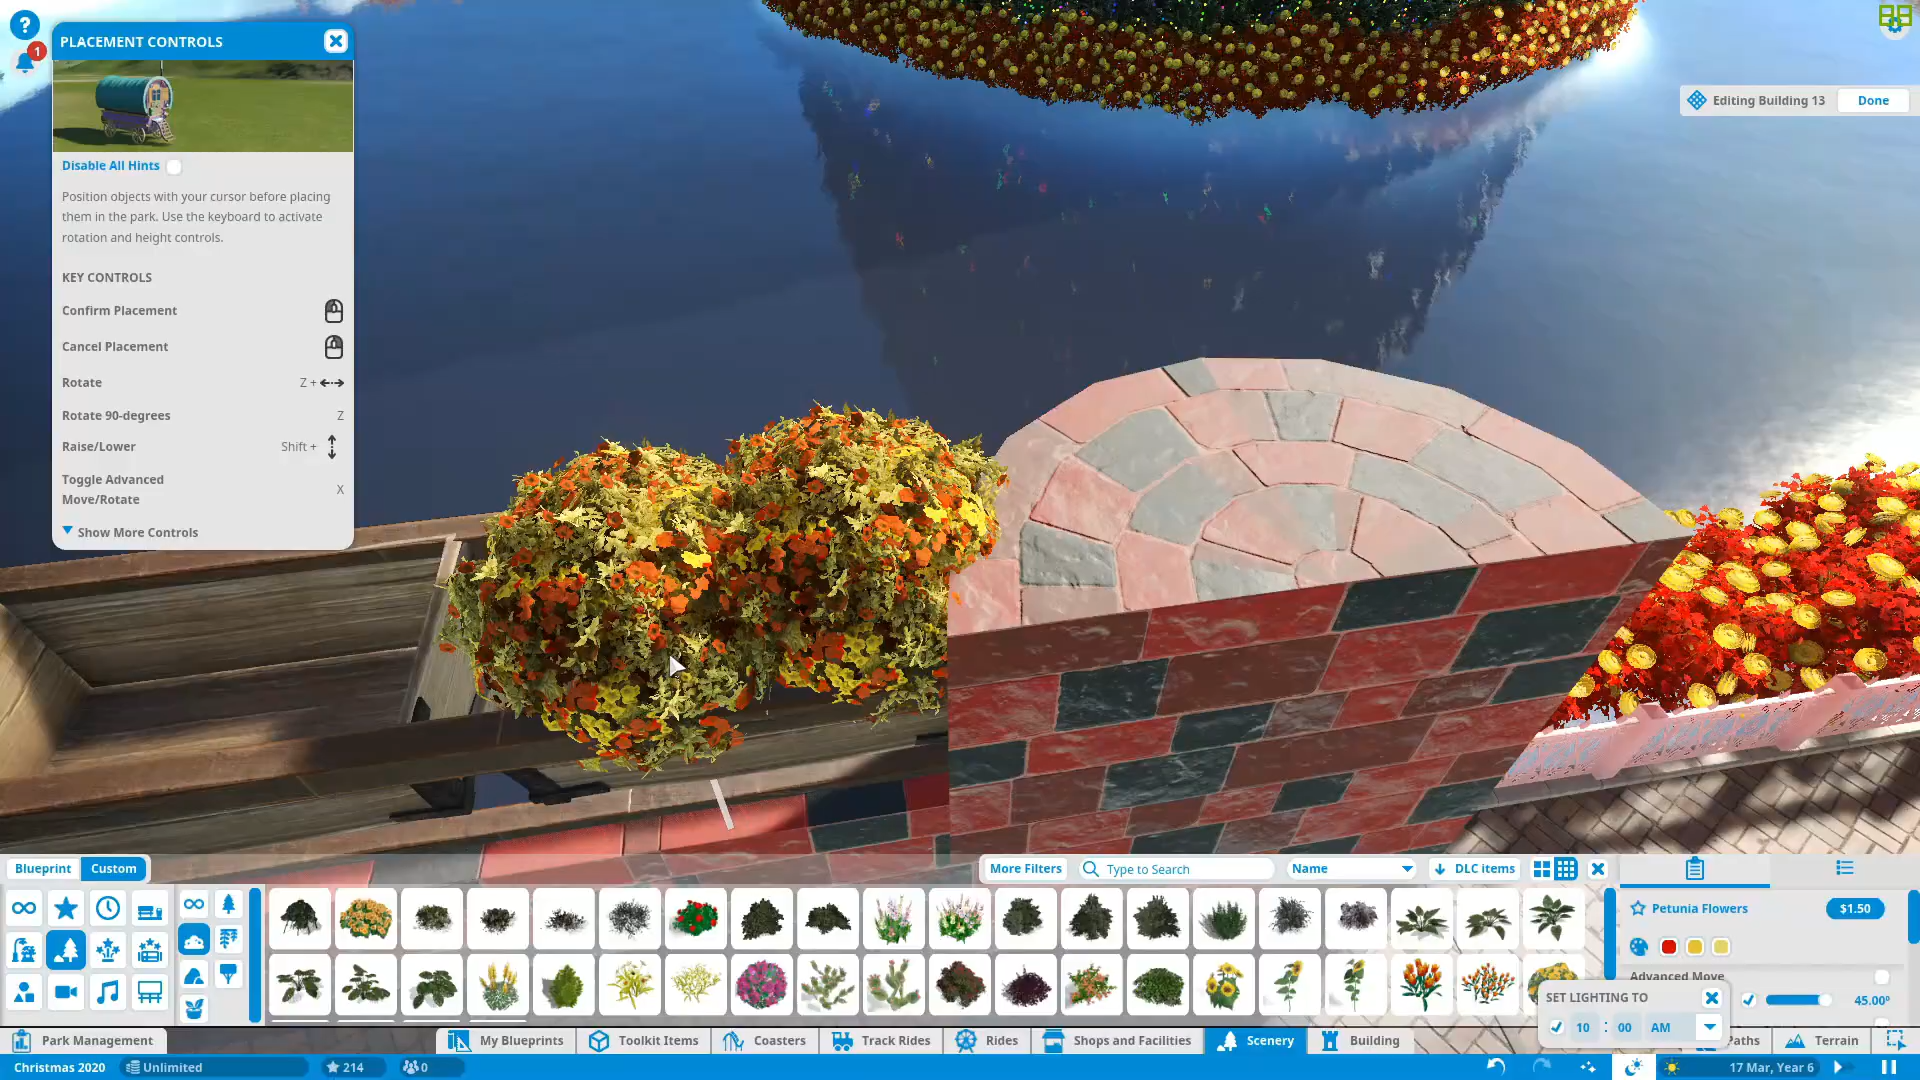 ?
1
PLACEMENT CONTROLS
Disable All Hints
Position objects with your cursor before placing
them in the park. Use the keyboard to activate
rotation and height controls.
KEY CONTROLS
Confirm Placement
Cancel Placement
Rotate Z +
Rotate 90-degrees Z
Raise/Lower Shift +
Toggle Advanced
Move/Rotate X
Show More Controls
Editing Building 13 Done
Blueprint Custom
More Filters Type to Search Name DLC items
Petunia Flowers $1.50
Advanced Move
45.00°
SET LIGHTING TO
10 : 00 AM
Park Management My Blueprints Toolkit Items Coasters Track Rides Rides Shops and Facilities Scenery Building Paths Terrain
Christmas 2020 Unlimited 214 0 17 Mar, Year 6